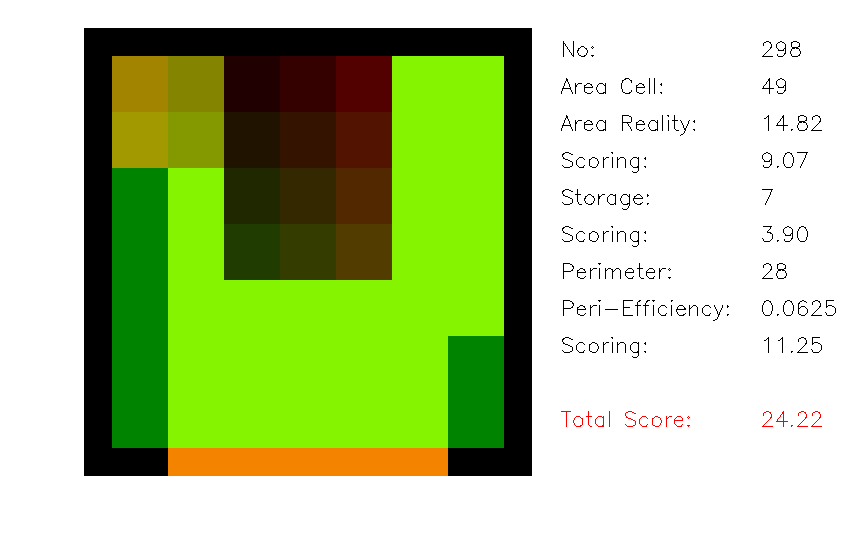 No: 298
Area Cell: 49
Area Reality: 14.82
Scoring: 9.07
Storage: 7
Scoring: 3.90
Perimeter: 28
Peri-Efficiency: 0.0625
Scoring: 11.25
Total Score: 24.22